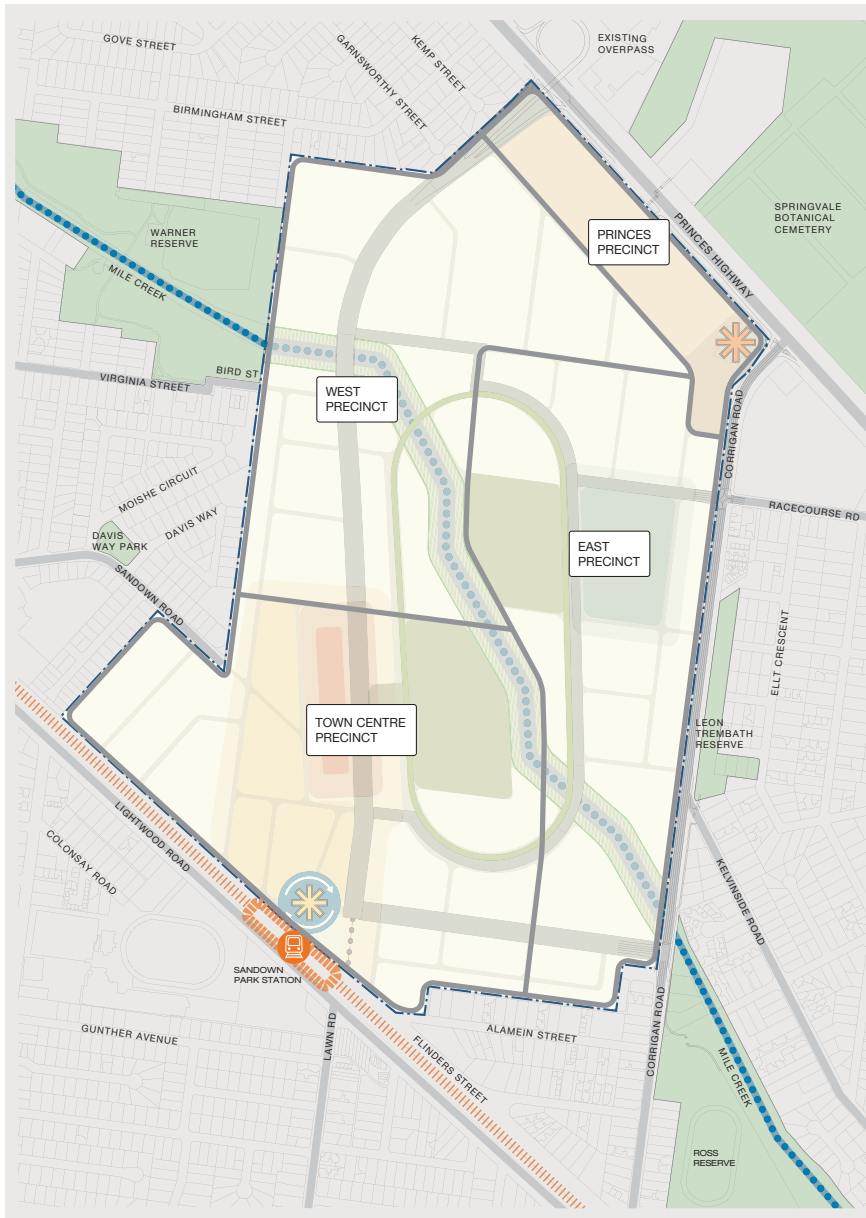 GOVE STREET
KEMP STREET
GARNSWORTHY STREET
EXISTING
OVERPASS
BIRMINGHAM STREET
SPRINGVALE
BOTANICAL
CEMETERY
WARNER
RESERVE
PRINCES
PRECINCT
PRINCES HIGHWAY
MILE CREEK
BIRD ST
VIRGINIA STREET
WEST
PRECINCT
CORRIGAN ROAD
MOISHE CIRCUIT
DAVIS WAY
RACECOURSE RD
DAVIS
WAY PARK
EAST
PRECINCT
SANDOWN ROAD
ELLT CRESCENT
TOWN CENTRE
PRECINCT
LEON
TREMBATH
RESERVE
LIGHTWOOD ROAD
COLONSAY ROAD
KELVINSIDE ROAD
SANDOWN
PARK STATION
GUNTHER AVENUE
LAWN RD
FLINDERS STREET
ALAMEIN STREET
CORRIGAN ROAD
MILE CREEK
ROSS
RESERVE